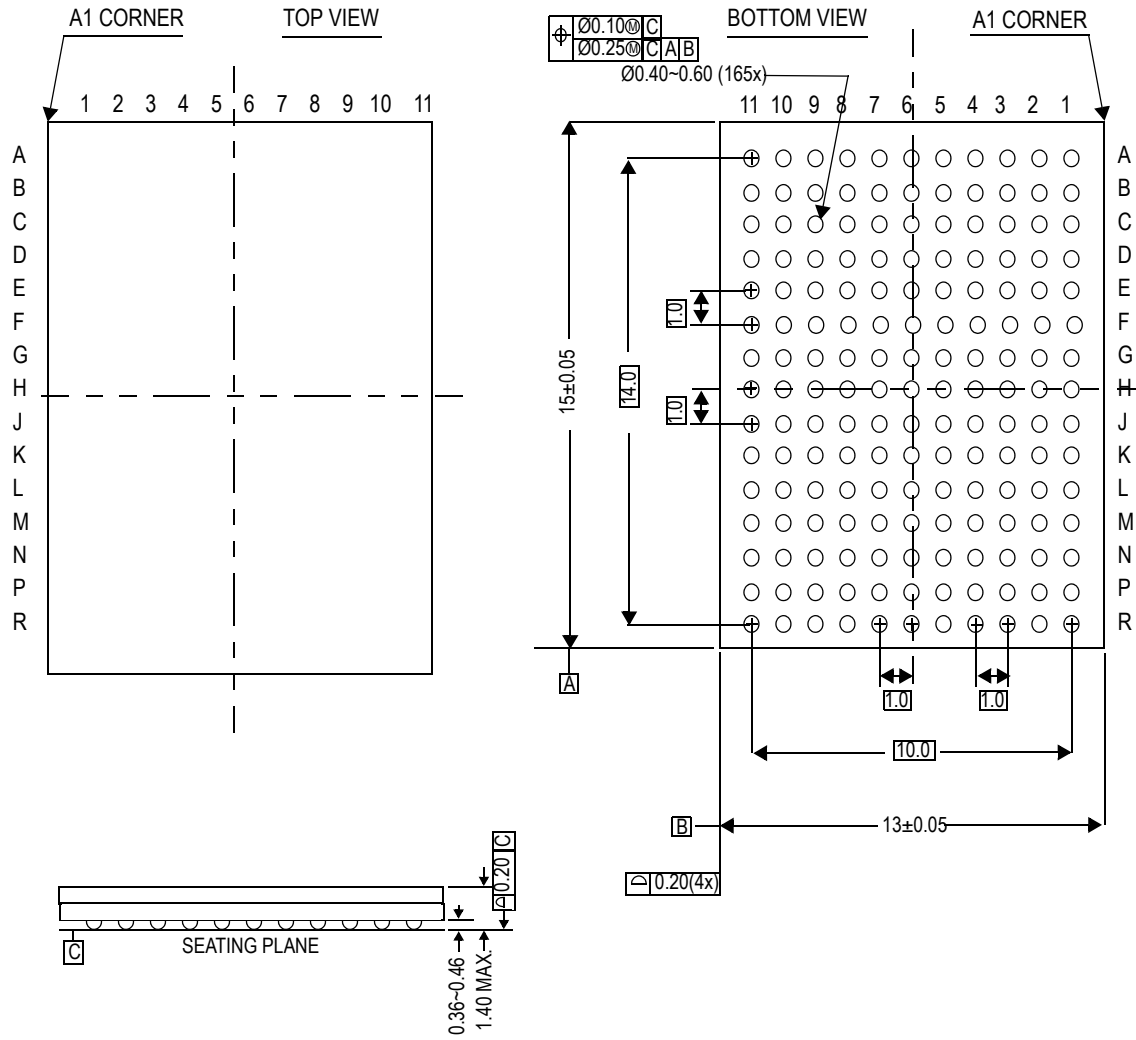 A1 CORNER
TOP VIEW
1 2 3 4 5 6 7 8 9 10 11
A
B
C
D
E
F
G
H
J
K
L
M
N
P
R
Ø0.10Ⓜ C
Ø0.25Ⓜ C A B
Ø0.40~0.60 (165x)
BOTTOM VIEW
A1 CORNER
11 10 9 8 7 6 5 4 3 2 1
A
B
C
D
E
F
G
H
J
K
L
M
N
P
R
1.0
1.0
14.0
15±0.05
A
1.0
1.0
10.0
B
13±0.05
0.20(4x)
0.20 C
C
SEATING PLANE
0.36~0.46
1.40 MAX.